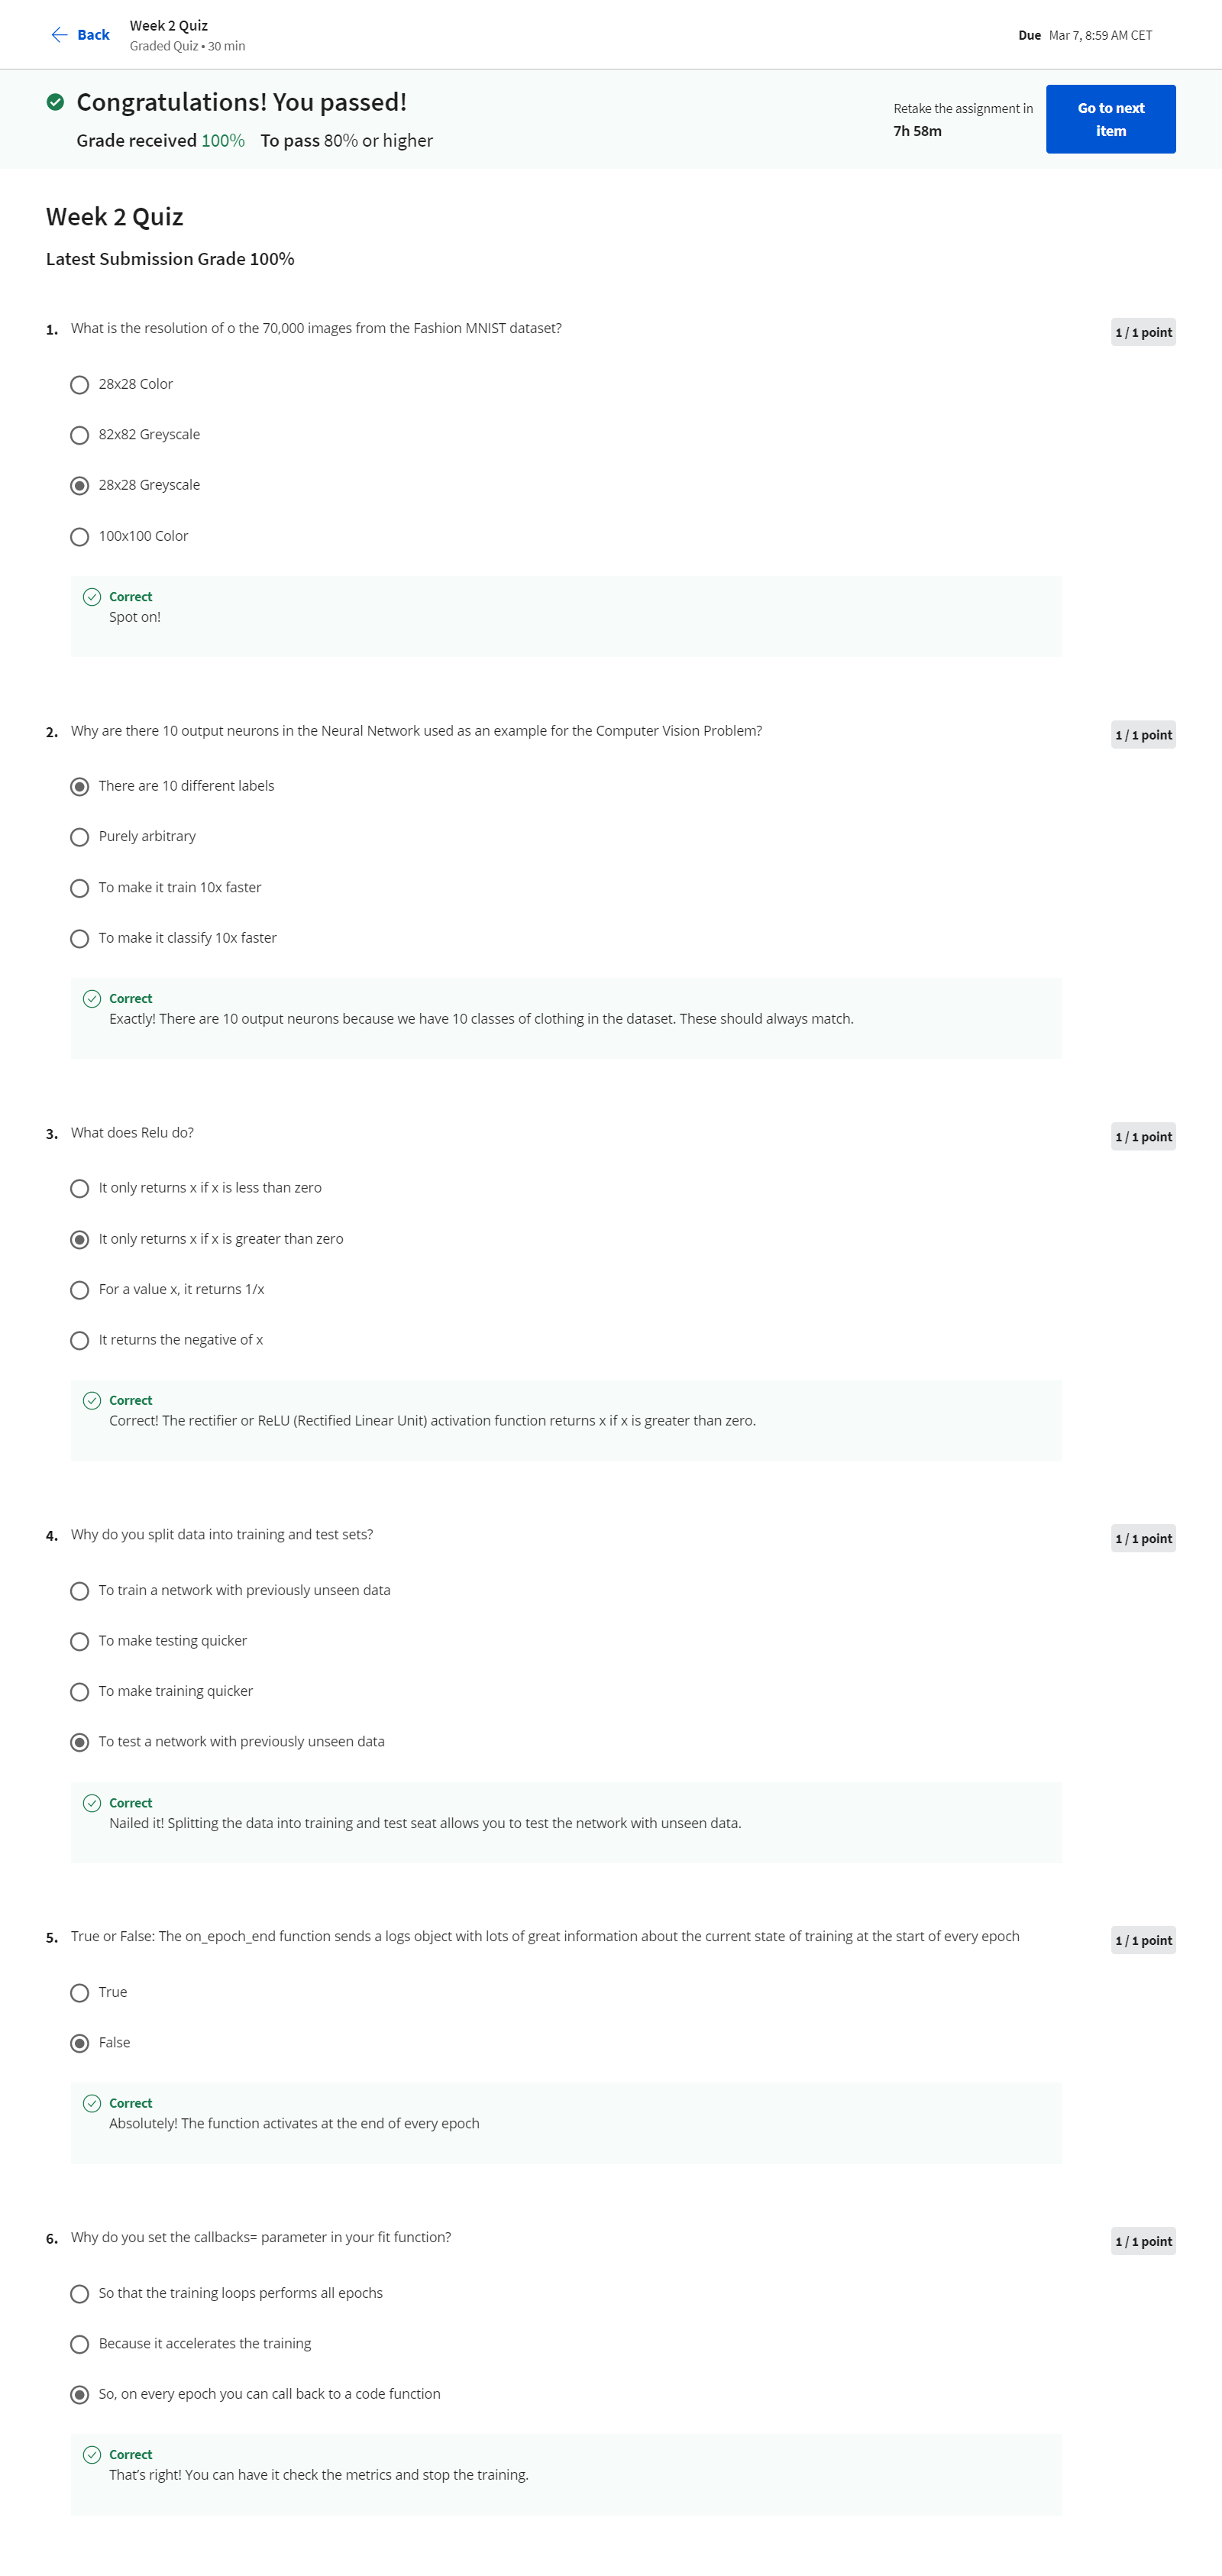 Back
Week 2 Quiz
Graded Quiz • 30 min
Due Mar 7, 8:59 AM CET
Congratulations! You passed!
Grade received 100% To pass 80% or higher
Retake the assignment in
7h 58m
Go to next
item
Week 2 Quiz
Latest Submission Grade 100%
1. What is the resolution of o the 70,000 images from the Fashion MNIST dataset?
1 / 1 point
28x28 Color
82x82 Greyscale
28x28 Greyscale
100x100 Color
Correct
Spot on!
2. Why are there 10 output neurons in the Neural Network used as an example for the Computer Vision Problem?
1 / 1 point
There are 10 different labels
Purely arbitrary
To make it train 10x faster
To make it classify 10x faster
Correct
Exactly! There are 10 output neurons because we have 10 classes of clothing in the dataset. These should always match.
3. What does Relu do?
1 / 1 point
It only returns x if x is less than zero
It only returns x if x is greater than zero
For a value x, it returns 1/x
It returns the negative of x
Correct
Correct! The rectifier or ReLU (Rectified Linear Unit) activation function returns x if x is greater than zero.
4. Why do you split data into training and test sets?
1 / 1 point
To train a network with previously unseen data
To make testing quicker
To make training quicker
To test a network with previously unseen data
Correct
Nailed it! Splitting the data into training and test seat allows you to test the network with unseen data.
5. True or False: The on_epoch_end function sends a logs object with lots of great information about the current state of training at the start of every epoch
1 / 1 point
True
False
Correct
Absolutely! The function activates at the end of every epoch
6. Why do you set the callbacks= parameter in your fit function?
1 / 1 point
So that the training loops performs all epochs
Because it accelerates the training
So, on every epoch you can call back to a code function
Correct
That's right! You can have it check the metrics and stop the training.